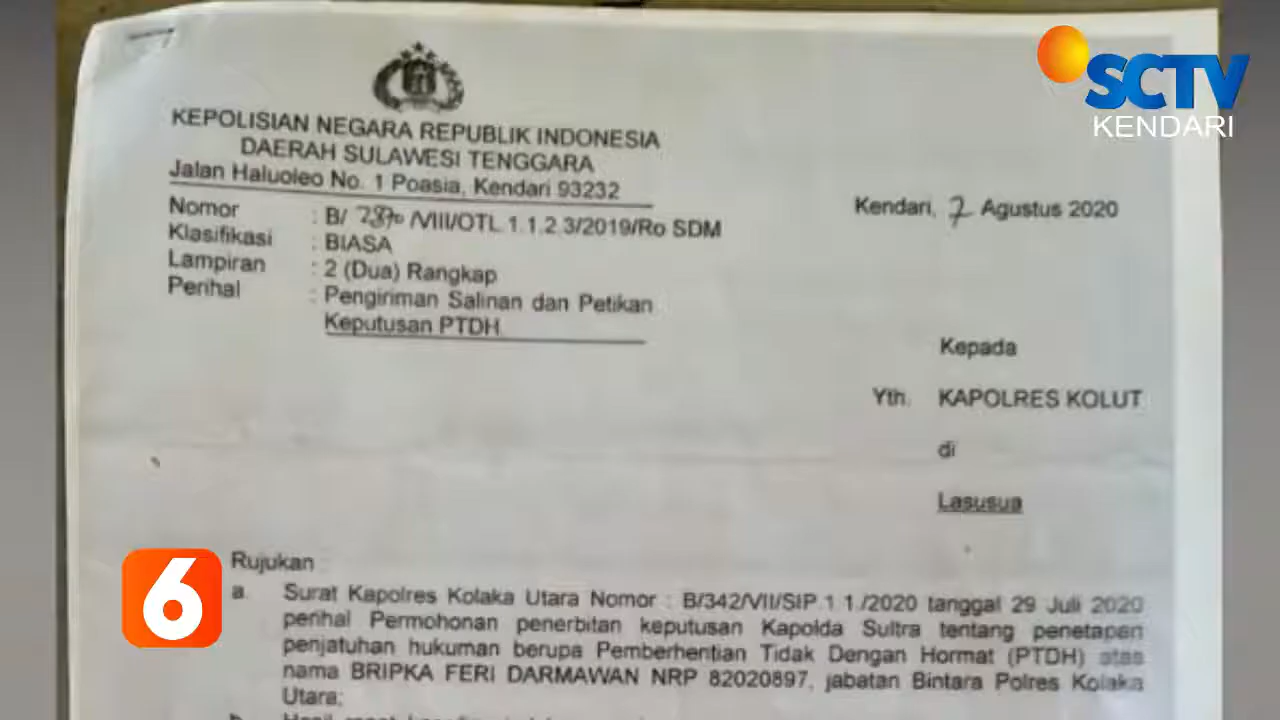 SCTV
KENDARI
KEPOLISIAN NEGARA REPUBLIK INDONESIA
DAERAH SULAWESI TENGGARA
Jalan Haluoleo No. 1 Poasia, Kendari 93232
Kendari, 7 Agustus 2020
Nomor : B/ /VIII/OTL.1.1.2.3/2019/Ro SDM
Klasifikasi : BIASA
Lampiran : 2 (Dua) Rangkap
Perihal : Pengiriman Salinan dan Petikan
Keputusan PTDH
Kepada
Yth. KAPOLRES KOLUT
di
Lasusua
6
Rujukan :
a. Surat Kapolres Kolaka Utara Nomor : B/342/VII/SIP.1.1./2020 tanggal 29 Juli 2020
perihal Permohonan penerbitan keputusan Kapolda Sultra tentang penetapan
penjatuhan hukuman berupa Pemberhentian Tidak Dengan Hormat (PTDH) atas
nama BRIPKA FERI DARMAWAN NRP 82020897, jabatan Bintara Polres Kolaka
Utara;